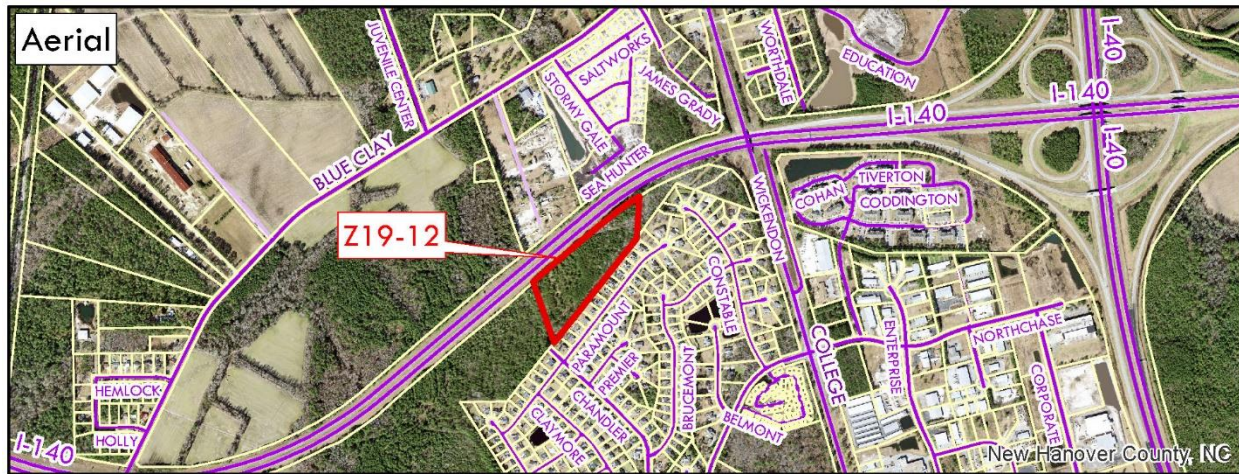 Aerial
JUVENILE CENTER
BLUE CLAY
SALTWORKS
STORMY GALE
JAMES GRADY
SEA HUNTER
WORTHDALE
EDUCATION
I-140
I-140
I-40
I-40
Z19-12
WICKENDON
COHAN
TIVERTON
CODDINGTON
CONSTABLE
PARAMOUNT
PREMIER
BRUCEMONT
CHANDLER
CLAYMORE
BELMONT
COLLEGE
ENTERPRISE
NORTHCHASE
CORPORATE
HEMLOCK
HOLLY
I-140
New Hanover County, NC